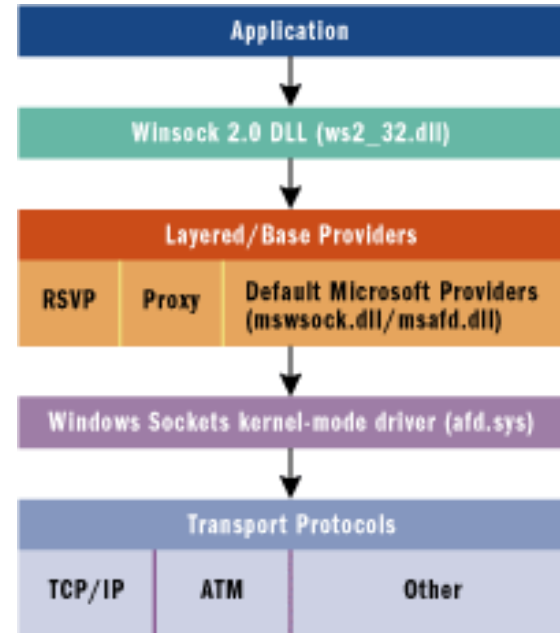 Application
Winsock 2.0 DLL (ws2_32.dll)
Layered/Base Providers
RSVP
Proxy
Default Microsoft Providers
(mswsock.dll/msafd.dll)
Windows Sockets kernel-mode driver (afd.sys)
Transport Protocols
TCP/IP
ATM
Other